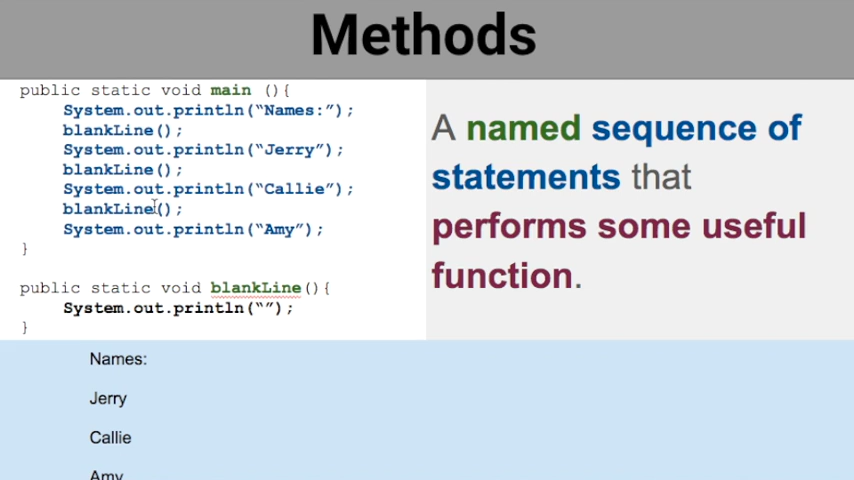 Methods
public static void main (){
System.out.println(“Names:”);
blankLine();
System.out.println(“Jerry”);
blankLine();
System.out.println(“Callie”);
blankLine();
System.out.println(“Amy”);
}
public static void blankLine(){
System.out.println(“”);
}
A named sequence of
statements that
performs some useful
function.
Names:
Jerry
Callie
Amy